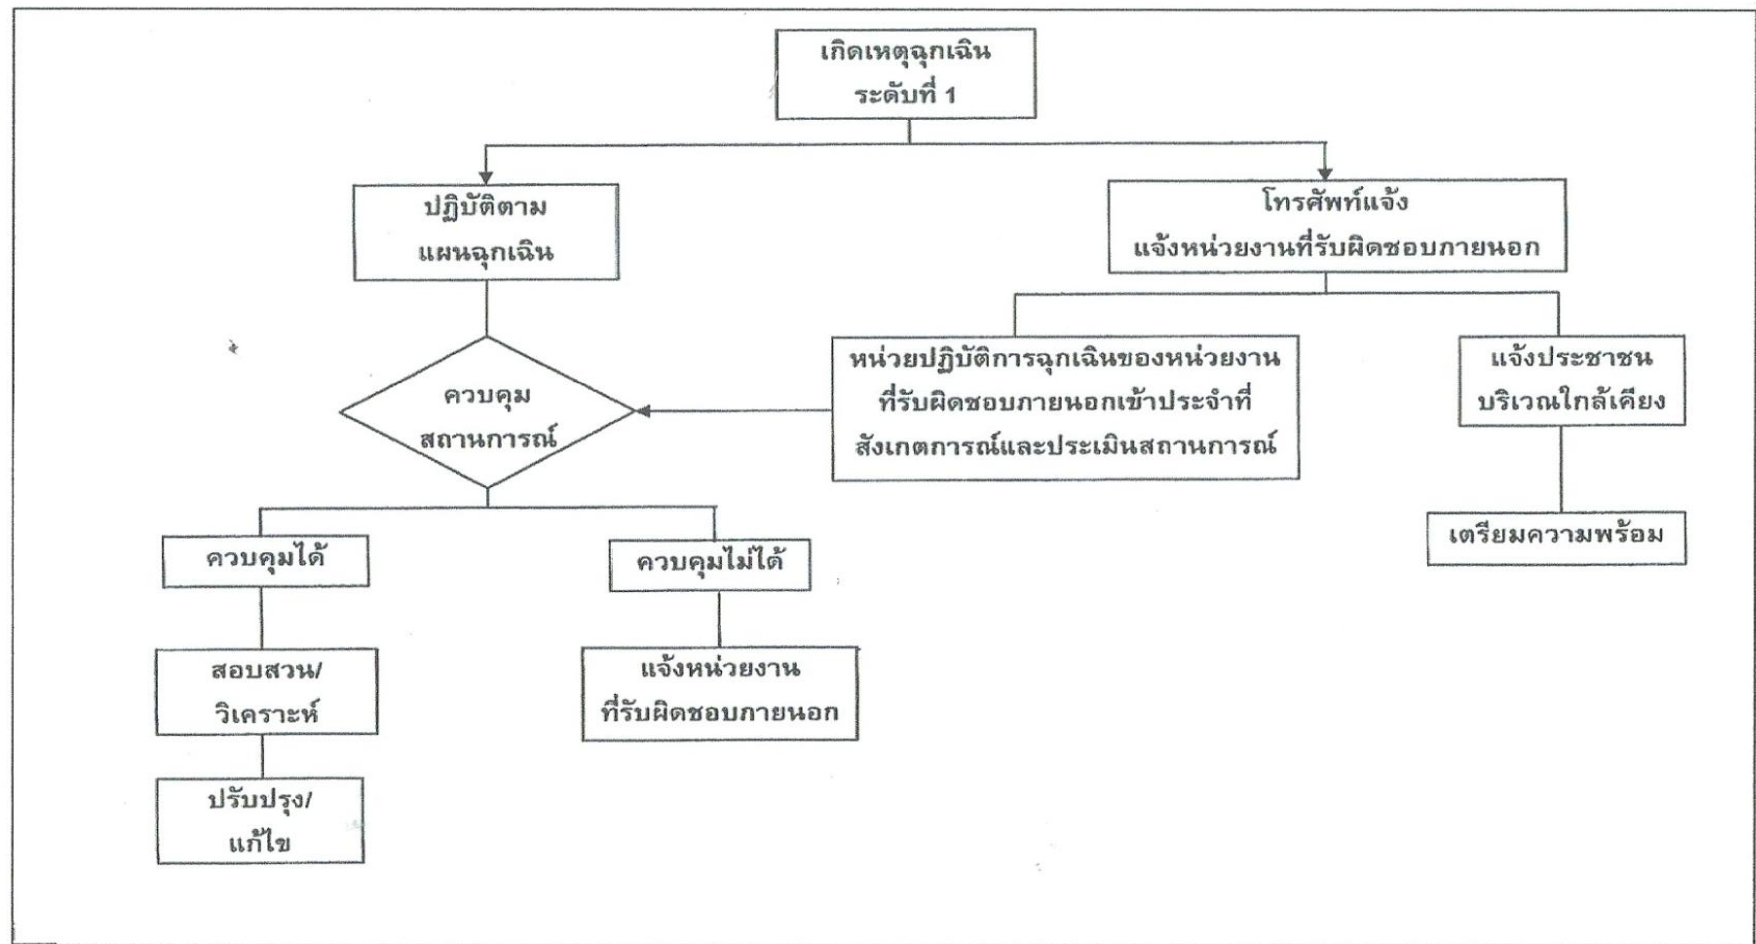 เกิดเหตุฉุกเฉิน
ระดับที่ 1
ปฏิบัติตาม
แผนฉุกเฉิน
โทรศัพท์แจ้ง
แจ้งหน่วยงานที่รับผิดชอบภายนอก
ควบคุม
สถานการณ์
หน่วยปฏิบัติการฉุกเฉินของหน่วยงาน
ที่รับผิดชอบภายนอกเข้าประจำที่
สังเกตการณ์และประเมินสถานการณ์
แจ้งประชาชน
บริเวณใกล้เคียง
เตรียมความพร้อม
ควบคุมได้
ควบคุมไม่ได้
สอบสวน/
วิเคราะห์
แจ้งหน่วยงาน
ที่รับผิดชอบภายนอก
ปรับปรุง/
แก้ไข